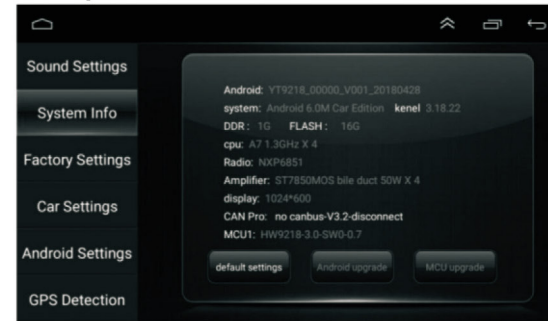 Sound Settings
System Info
Factory Settings
Car Settings
Android Settings
GPS Detection
Android: YT9218_00000_V001_20180428
system: Android 6.0M Car Edition kenel 3.18.22
DDR: 1G FLASH: 16G
cpu: A7 1.3GHz X 4
Radio: NXP6851
Amplifier: ST7850MOS bile duct 50W X 4
display: 1024*600
CAN Pro: no canbus-V3.2-disconnect
MCU1: HW9218-3.0-SW0-0.7
default settings Android upgrade MCU upgrade